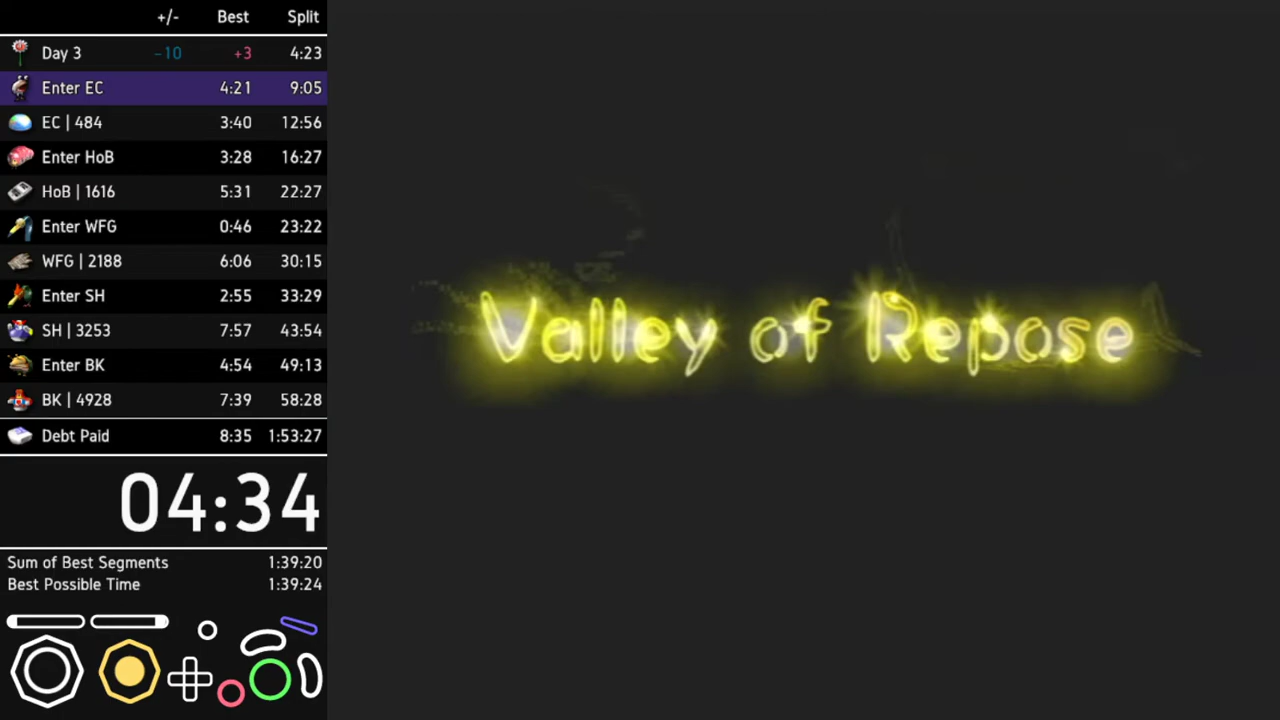 +/- Best Split
Day 3 -10 +3 4:23
Enter EC 4:21 9:05
EC | 484 3:40 12:56
Enter HoB 3:28 16:27
HoB | 1616 5:31 22:27
Enter WFG 0:46 23:22
WFG | 2188 6:06 30:15
Enter SH 2:55 33:29
SH | 3253 7:57 43:54
Enter BK 4:54 49:13
BK | 4928 7:39 58:28
Debt Paid 8:35 1:53:27
04:34
Sum of Best Segments 1:39:20
Best Possible Time 1:39:24
Valley of Repose